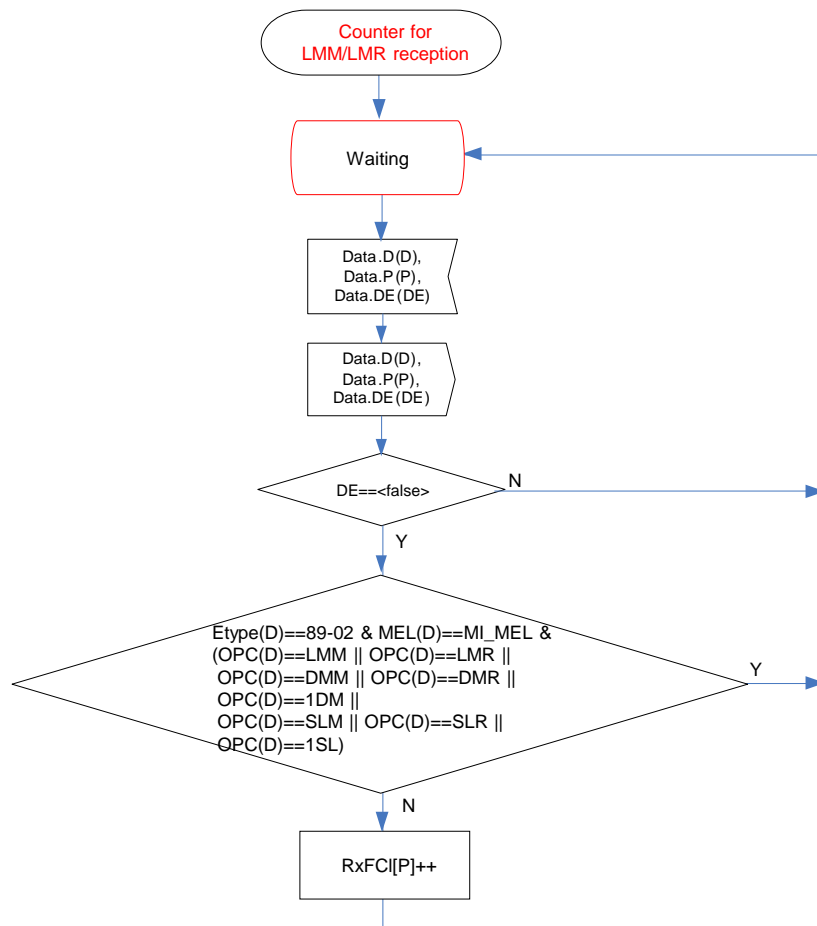 Counter for
LMM/LMR reception
Waiting
Data.D(D),
Data.P(P),
Data.DE(DE)
Data.D(D),
Data.P(P),
Data.DE(DE)
DE==<false>
N
Y
Etype(D)==89-02 & MEL(D)==MI_MEL &
(OPC(D)==LMM || OPC(D)==LMR ||
OPC(D)==DMM || OPC(D)==DMR ||
OPC(D)==1DM ||
OPC(D)==SLM || OPC(D)==SLR ||
OPC(D)==1SL)
Y
N
RxFCl[P]++